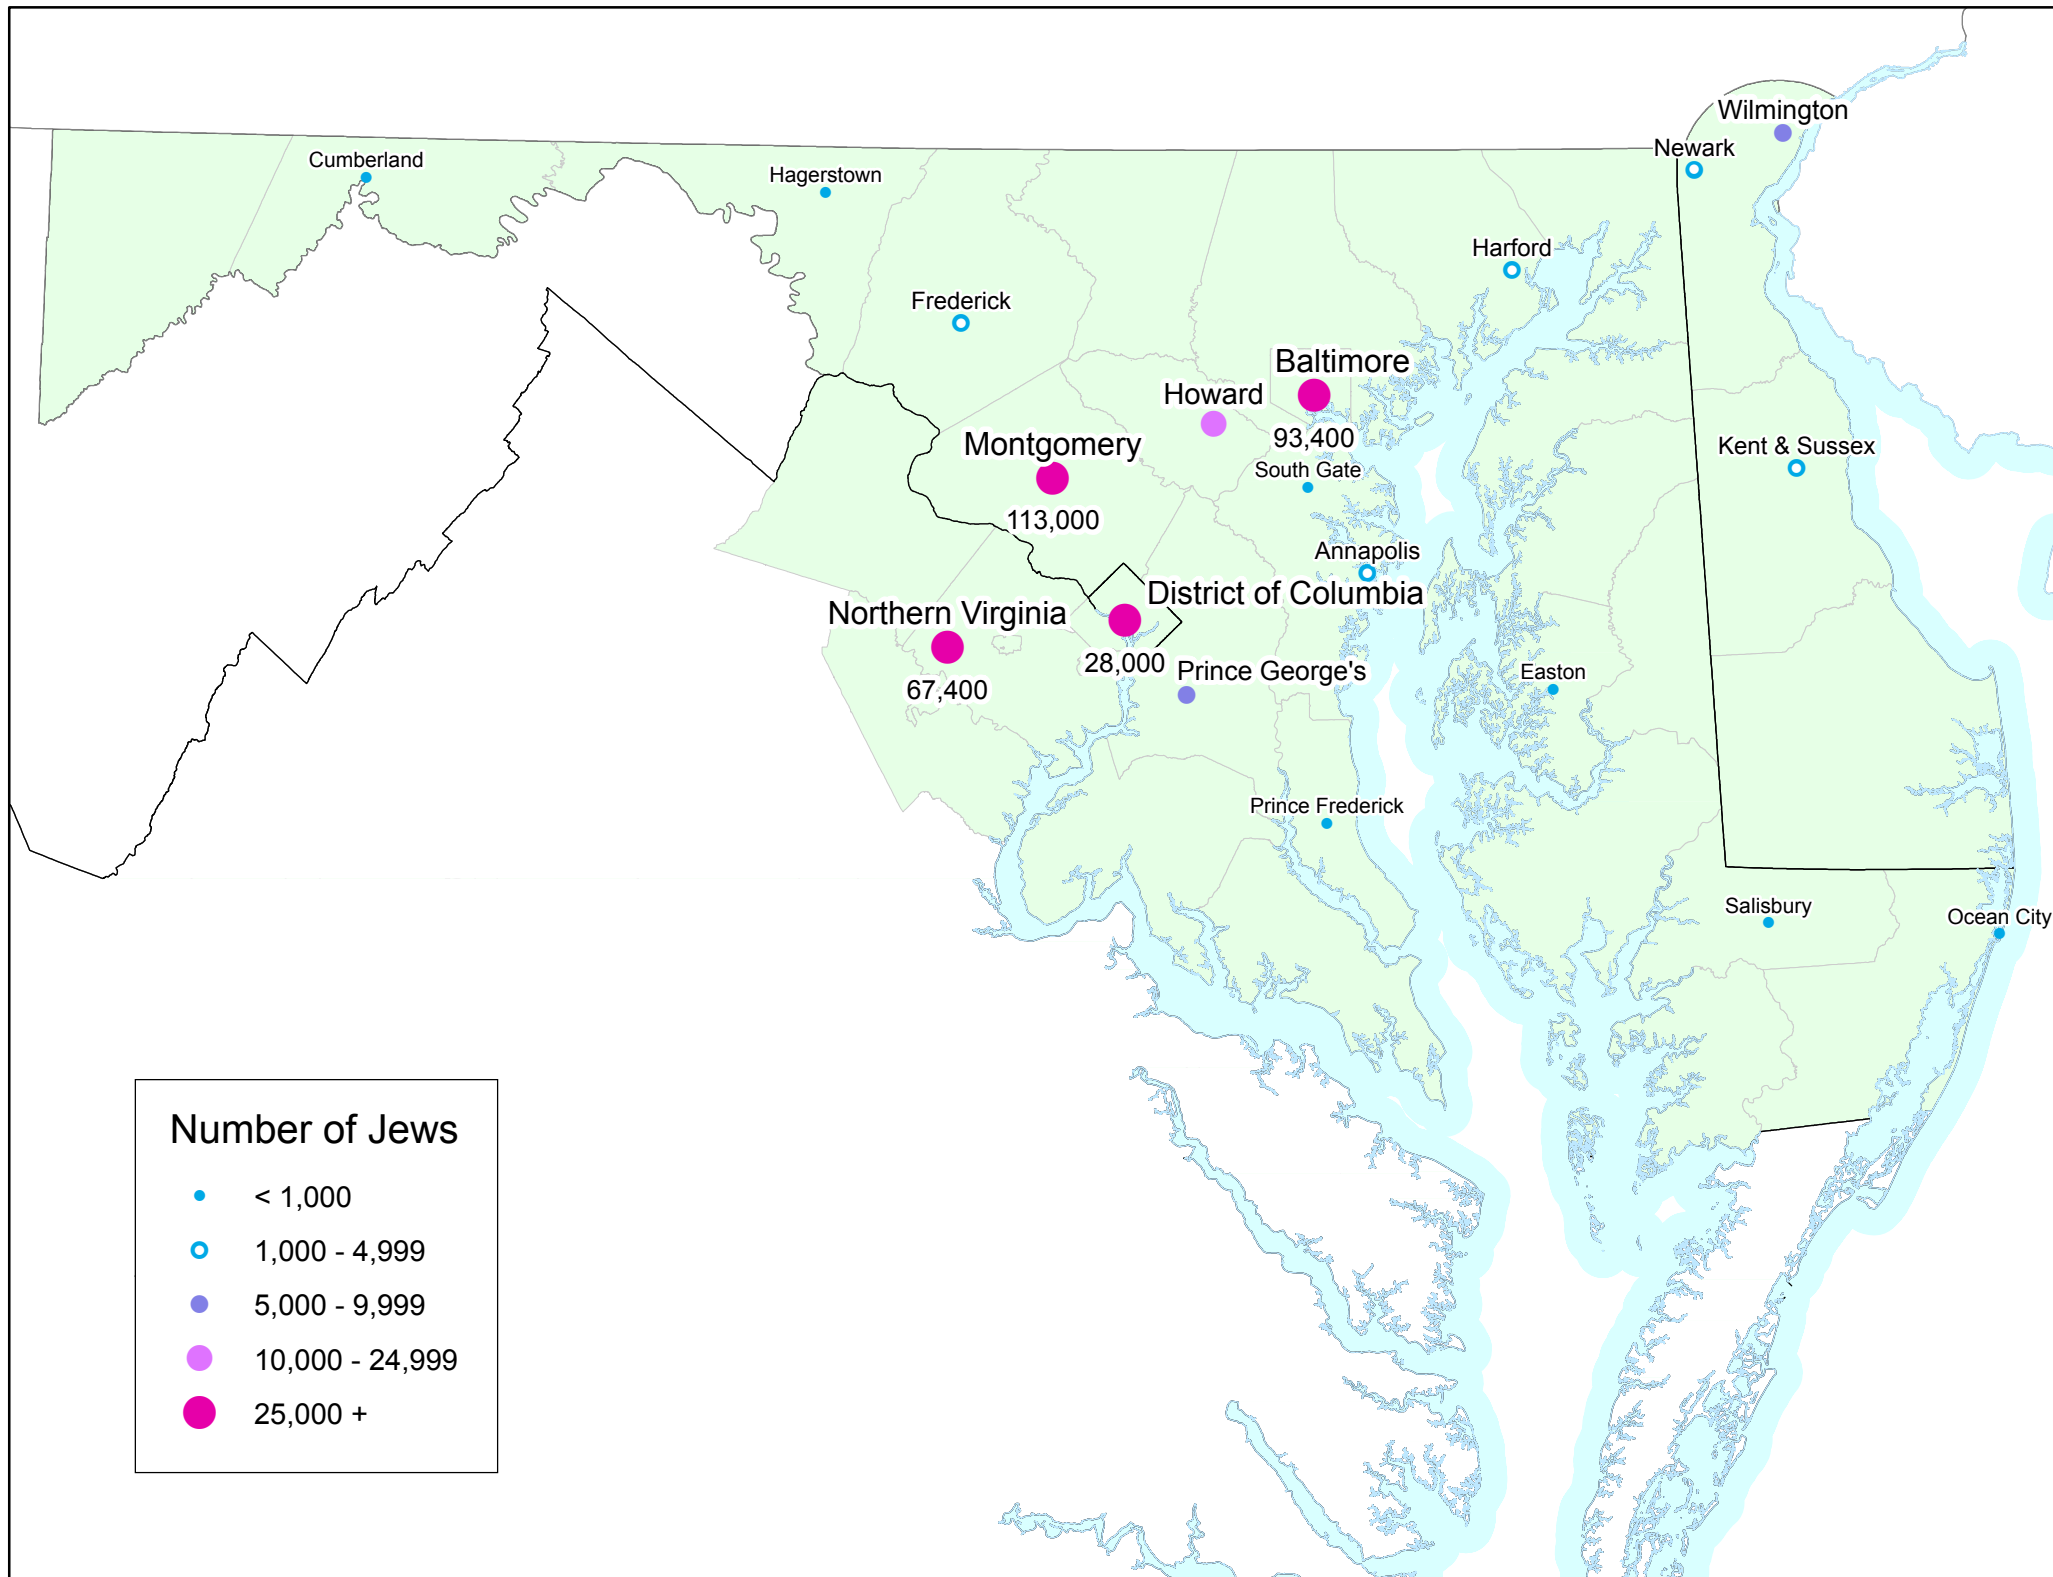 Wilmington
Newark
Cumberland
Hagerstown
Harford
Frederick
Baltimore
93,400
Howard
Montgomery
113,000
South Gate
Kent & Sussex
Annapolis
District of Columbia
28,000
Northern Virginia
67,400
Prince George's
Easton
Prince Frederick
Salisbury
Ocean City
Number of Jews
< 1,000
1,000 - 4,999
5,000 - 9,999
10,000 - 24,999
25,000 +